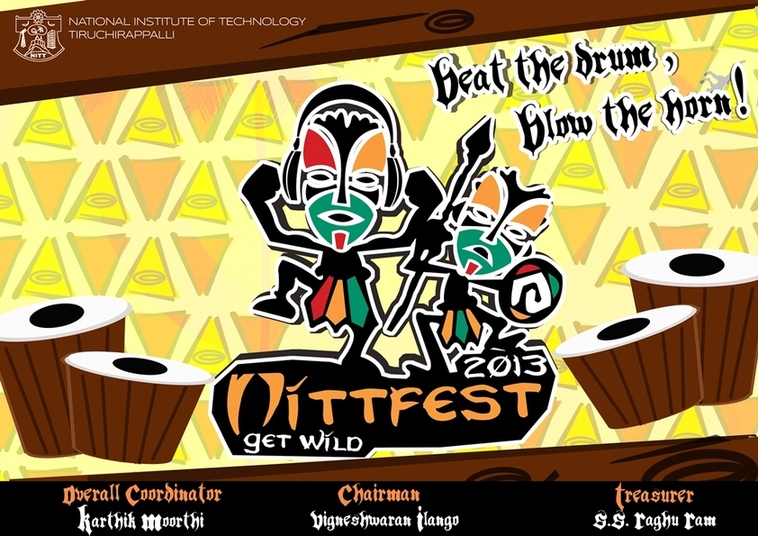 NATIONAL INSTITUTE OF TECHNOLOGY
TIRUCHIRAPPALLI
NITT
Beat the drum,
Blow the horn!
2013
NITTFEST
GET WILD
Overall Coordinator
Karthik Moorthi
Chairman
Vigneshwaran Ilango
Treasurer
S.S. Raghu Ram